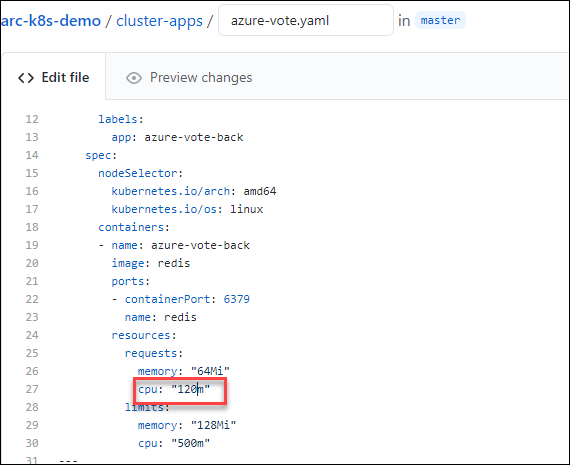 arc-k8s-demo / cluster-apps / azure-vote.yaml in master
<> Edit file Preview changes
12 labels:
13 app: azure-vote-back
14 spec:
15 nodeSelector:
16 kubernetes.io/arch: amd64
17 kubernetes.io/os: linux
18 containers:
19 - name: azure-vote-back
20 image: redis
21 ports:
22 - containerPort: 6379
23 name: redis
24 resources:
25 requests:
26 memory: "64Mi"
27 cpu: "120m"
28 limits:
29 memory: "128Mi"
30 cpu: "500m"
31 ---